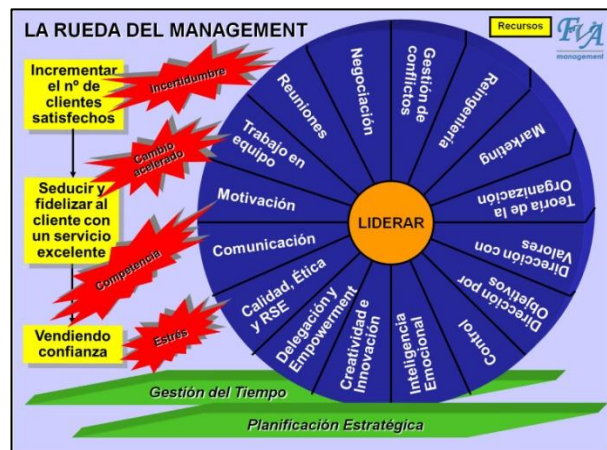 LA RUEDA DEL MANAGEMENT
Recursos
FVA
management
Incrementar
el nº de
clientes
satisfechos
Seducir y
fidelizar al
cliente con
un servicio
excelente
Vendiendo
confianza
Incertidumbre
Cambio
acelerado
Competencia
Estrés
LIDERAR
Gestión de
conflictos
Reingeniería
Marketing
Teoría de la
Organización
Dirección con
Valores
Dirección por
Objetivos
Control
Inteligencia
Emocional
Creatividad e
Innovación
Delegación y
Empowerment
Calidad, Ética
y RSE
Comunicación
Motivación
Trabajo en
equipo
Reuniones
Negociación
Gestión del Tiempo
Planificación Estratégica